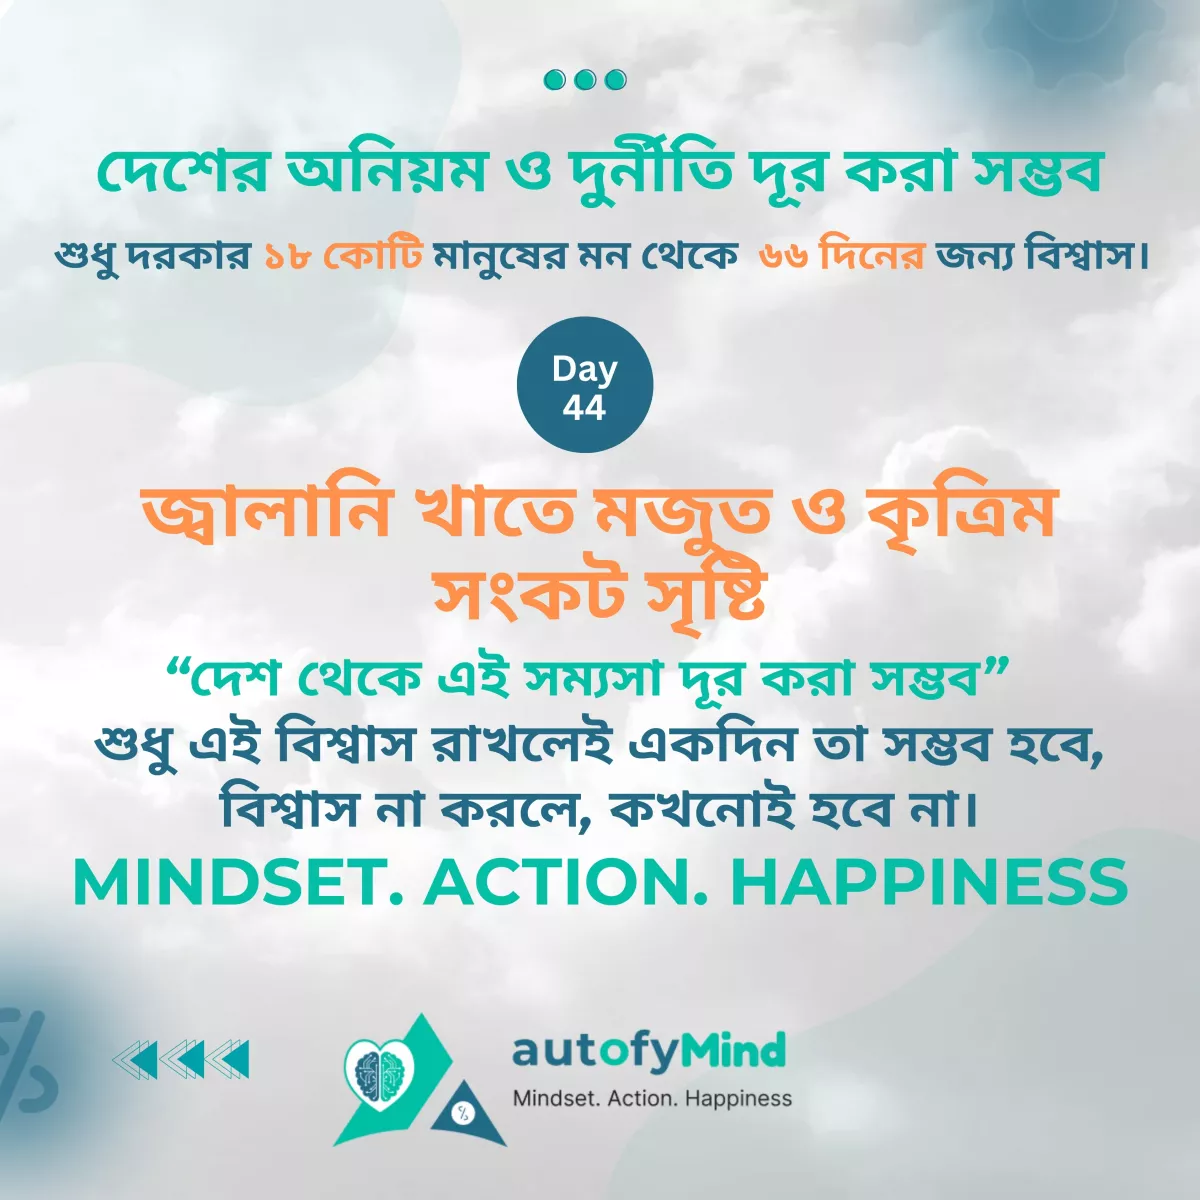 দেশের অনিয়ম ও দুর্নীতি দূর করা সম্ভব
শুধু দরকার ১৮ কোটি মানুষের মন থেকে ৬৬ দিনের জন্য বিশ্বাস।
Day
44
জ্বালানি খাতে মজুত ও কৃত্রিম
সংকট সৃষ্টি
“দেশ থেকে এই সম্যসা দূর করা সম্ভব”
শুধু এই বিশ্বাস রাখলেই একদিন তা সম্ভব হবে,
বিশ্বাস না করলে, কখনোই হবে না।
MINDSET. ACTION. HAPPINESS
autofyMind
Mindset. Action. Happiness